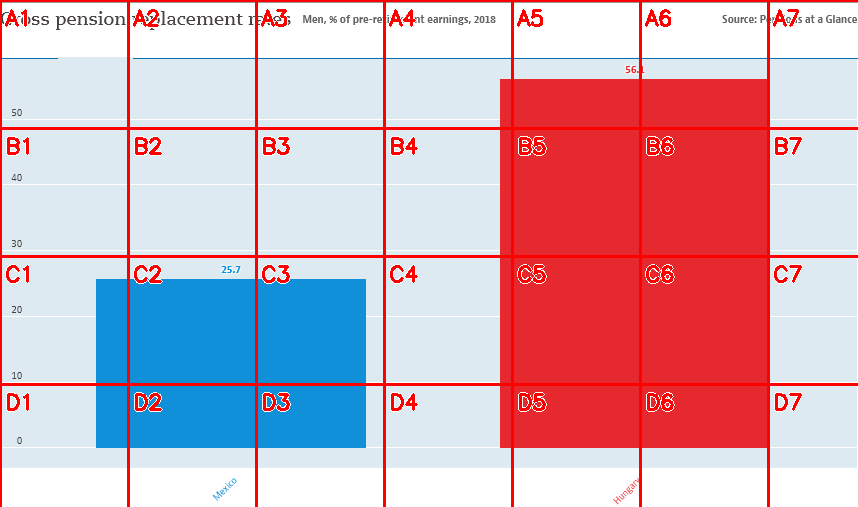 Gross pension replacement rates Men, % of pre-retirement earnings, 2018 Source: Pensions at a Glance
A1 A2 A3 A4 A5 A6 A7
56.1
50
B1 B2 B3 B4 B5 B6 B7
40
30
C1 C2 C3 C4 C5 C6 C7
25.7
20
10
D1 D2 D3 D4 D5 D6 D7
0
Mexico Hungary